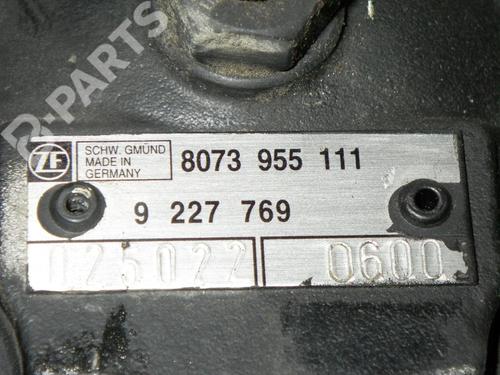 B-PARTS
ZF
SCHW. GMÜND
MADE IN
GERMANY
8073 955 111
9 227 769
025022 0600